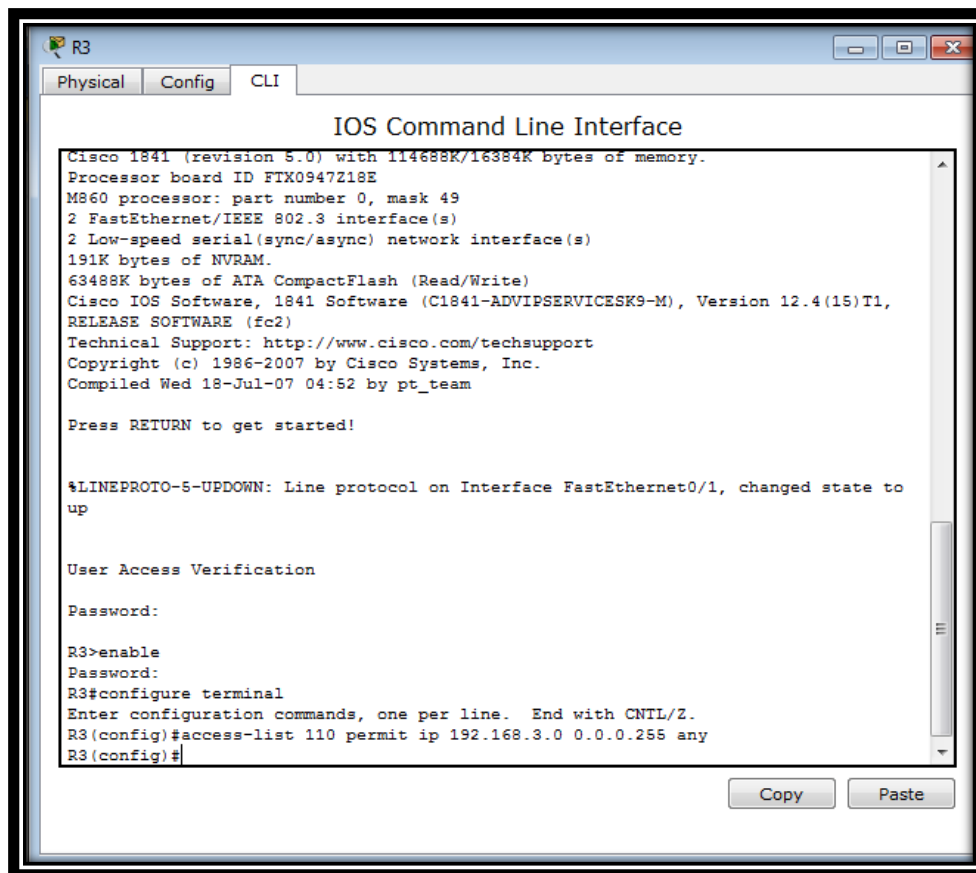 R3
Physical Config CLI
IOS Command Line Interface
Cisco 1841 (revision 5.0) with 114688K/16384K bytes of memory.
Processor board ID FTX0947Z18E
M860 processor: part number 0, mask 49
2 FastEthernet/IEEE 802.3 interface(s)
2 Low-speed serial(sync/async) network interface(s)
191K bytes of NVRAM.
63488K bytes of ATA CompactFlash (Read/Write)
Cisco IOS Software, 1841 Software (C1841-ADVIPSERVICESK9-M), Version 12.4(15)T1,
RELEASE SOFTWARE (fc2)
Technical Support: http://www.cisco.com/techsupport
Copyright (c) 1986-2007 by Cisco Systems, Inc.
Compiled Wed 18-Jul-07 04:52 by pt_team
Press RETURN to get started!
%LINEPROTO-5-UPDOWN: Line protocol on Interface FastEthernet0/1, changed state to
up
User Access Verification
Password:
R3>enable
Password:
R3#configure terminal
Enter configuration commands, one per line.  End with CNTL/Z.
R3(config)#access-list 110 permit ip 192.168.3.0 0.0.0.255 any
R3(config)#
Copy Paste